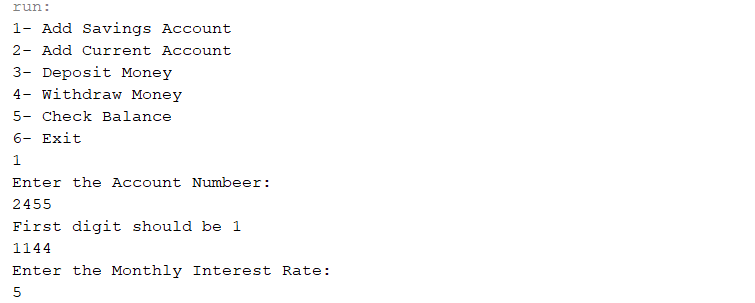 run:
1- Add Savings Account
2- Add Current Account
3- Deposit Money
4- Withdraw Money
5- Check Balance
6- Exit
1
Enter the Account Numbeer:
2455
First digit should be 1
1144
Enter the Monthly Interest Rate:
5